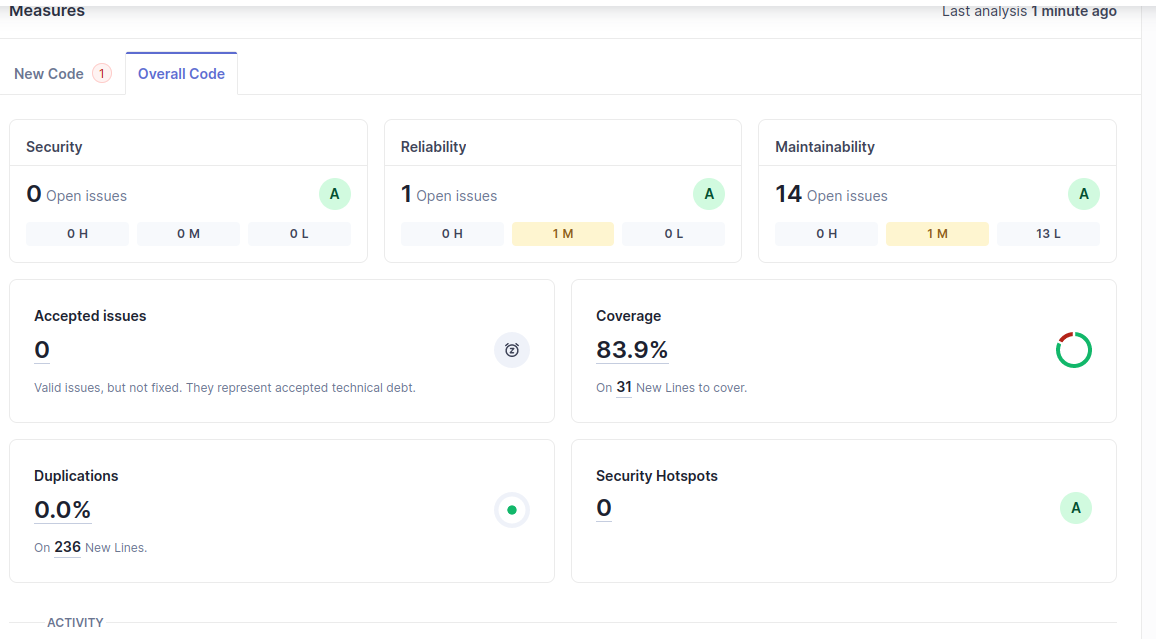 Measures Last analysis 1 minute ago
New Code 1 Overall Code
Security
0 Open issues A
0 H 0 M 0 L
Reliability
1 Open issues A
0 H 1 M 0 L
Maintainability
14 Open issues A
0 H 1 M 13 L
Accepted issues
0
Valid issues, but not fixed. They represent accepted technical debt.
Coverage
83.9%
On 31 New Lines to cover.
Duplications
0.0%
On 236 New Lines.
Security Hotspots
0 A
ACTIVITY